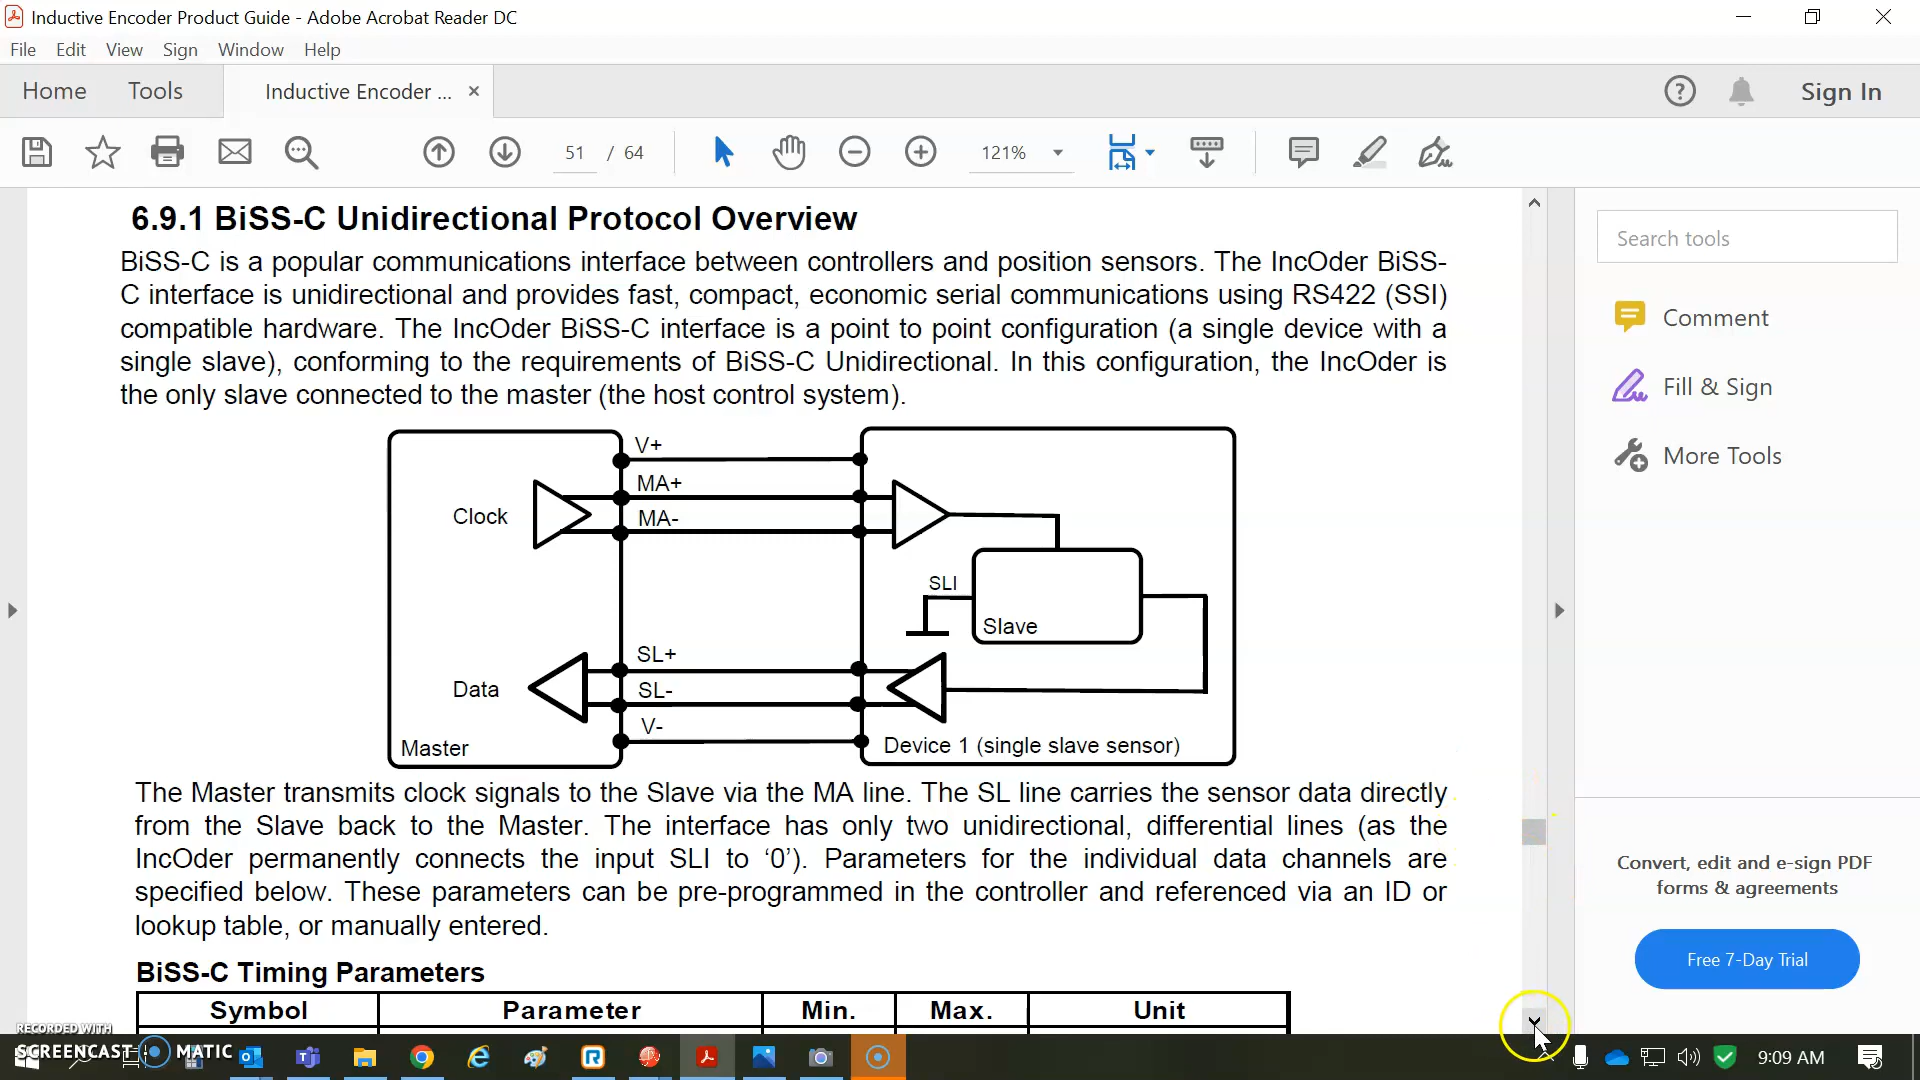 Inductive Encoder Product Guide - Adobe Acrobat Reader DC
File Edit View Sign Window Help
Home Tools Inductive Encoder ... × Sign In
51 / 64 121%
6.9.1 BiSS-C Unidirectional Protocol Overview
BiSS-C is a popular communications interface between controllers and position sensors. The IncOder BiSS-
C interface is unidirectional and provides fast, compact, economic serial communications using RS422 (SSI)
compatible hardware. The IncOder BiSS-C interface is a point to point configuration (a single device with a
single slave), conforming to the requirements of BiSS-C Unidirectional. In this configuration, the IncOder is
the only slave connected to the master (the host control system).
V+
MA+
Clock
MA-
SLI
Slave
SL+
Data
SL-
V-
Master
Device 1 (single slave sensor)
The Master transmits clock signals to the Slave via the MA line. The SL line carries the sensor data directly
from the Slave back to the Master. The interface has only two unidirectional, differential lines (as the
IncOder permanently connects the input SLI to ‘0’). Parameters for the individual data channels are
specified below. These parameters can be pre-programmed in the controller and referenced via an ID or
lookup table, or manually entered.
BiSS-C Timing Parameters
Symbol Parameter Min. Max. Unit
Search tools
Comment
Fill & Sign
More Tools
Convert, edit and e-sign PDF
forms & agreements
Free 7-Day Trial
RECORDED WITH
SCREENCAST MATIC
9:09 AM